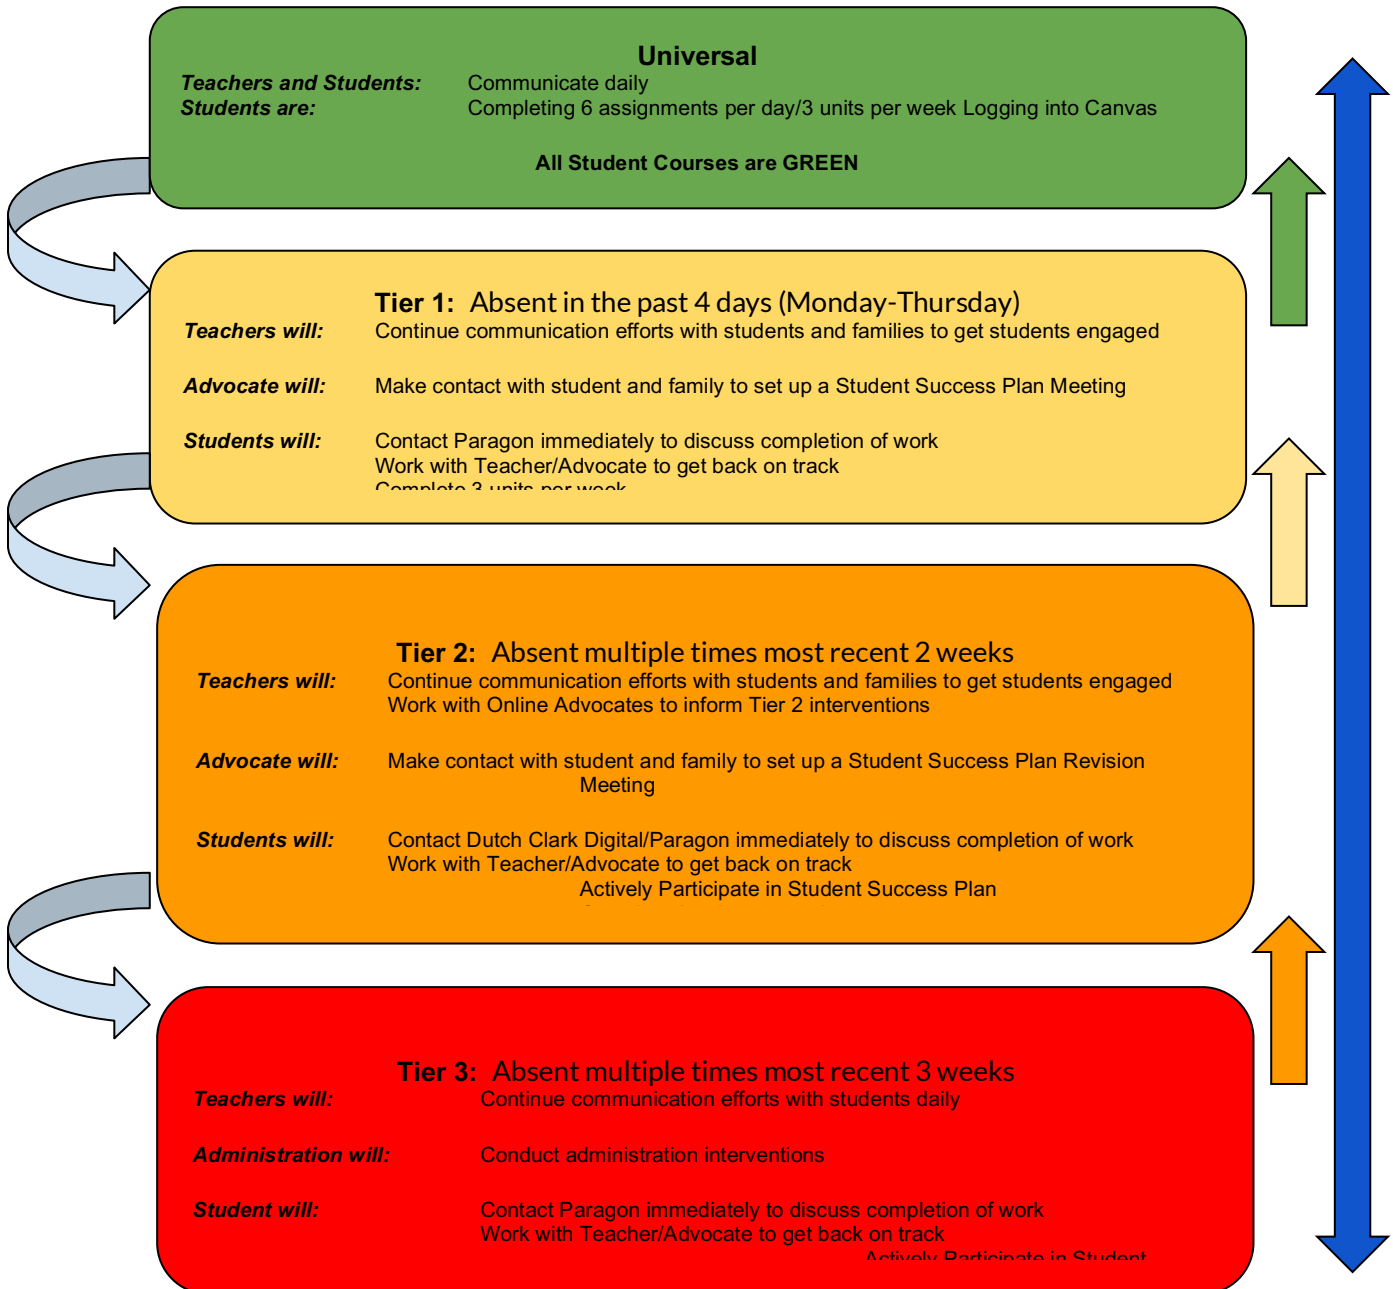 Universal
Teachers and Students: Communicate daily
Students are: Completing 6 assignments per day/3 units per week Logging into Canvas
All Student Courses are GREEN
Tier 1: Absent in the past 4 days (Monday-Thursday)
Teachers will: Continue communication efforts with students and families to get students engaged
Advocate will: Make contact with student and family to set up a Student Success Plan Meeting
Students will: Contact Paragon immediately to discuss completion of work
Work with Teacher/Advocate to get back on track
Complete 3 units per week
Tier 2: Absent multiple times most recent 2 weeks
Teachers will: Continue communication efforts with students and families to get students engaged
Work with Online Advocates to inform Tier 2 interventions
Advocate will: Make contact with student and family to set up a Student Success Plan Revision
Meeting
Students will: Contact Dutch Clark Digital/Paragon immediately to discuss completion of work
Work with Teacher/Advocate to get back on track
Actively Participate in Student Success Plan
Tier 3: Absent multiple times most recent 3 weeks
Teachers will: Continue communication efforts with students daily
Administration will: Conduct administration interventions
Student will: Contact Paragon immediately to discuss completion of work
Work with Teacher/Advocate to get back on track
Actively Participate in Student